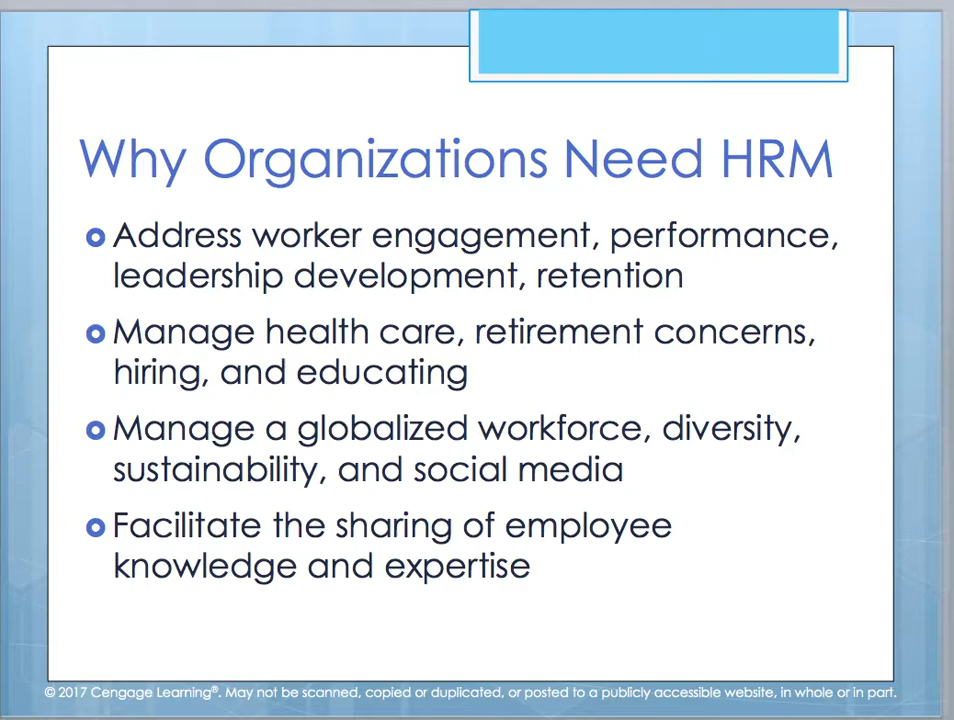 Why Organizations Need HRM
Address worker engagement, performance,
leadership development, retention
Manage health care, retirement concerns,
hiring, and educating
Manage a globalized workforce, diversity,
sustainability, and social media
Facilitate the sharing of employee
knowledge and expertise
© 2017 Cengage Learning®. May not be scanned, copied or duplicated, or posted to a publicly accessible website, in whole or in part.